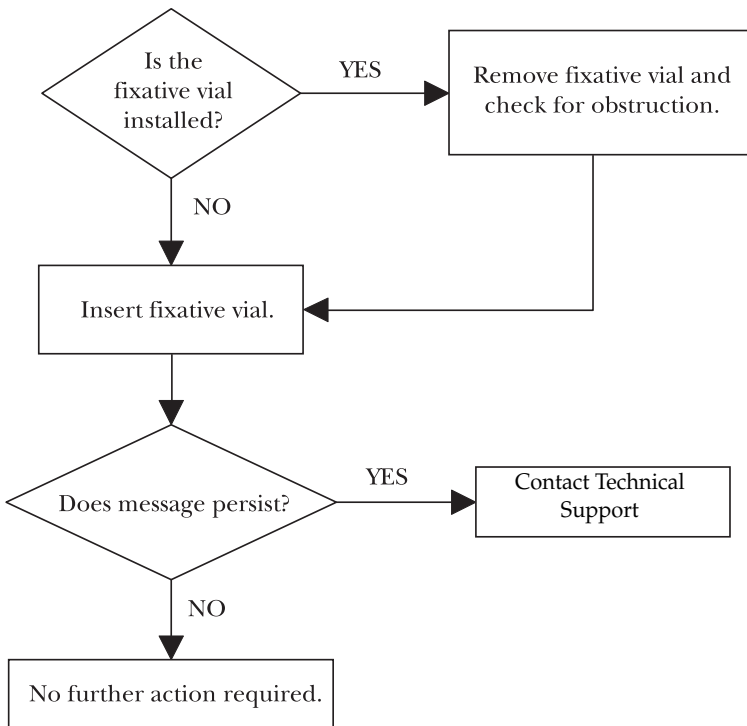 Is the
fixative vial
installed?
YES
Remove fixative vial and
check for obstruction.
NO
Insert fixative vial.
Does message persist?
YES
Contact Technical
Support
NO
No further action required.